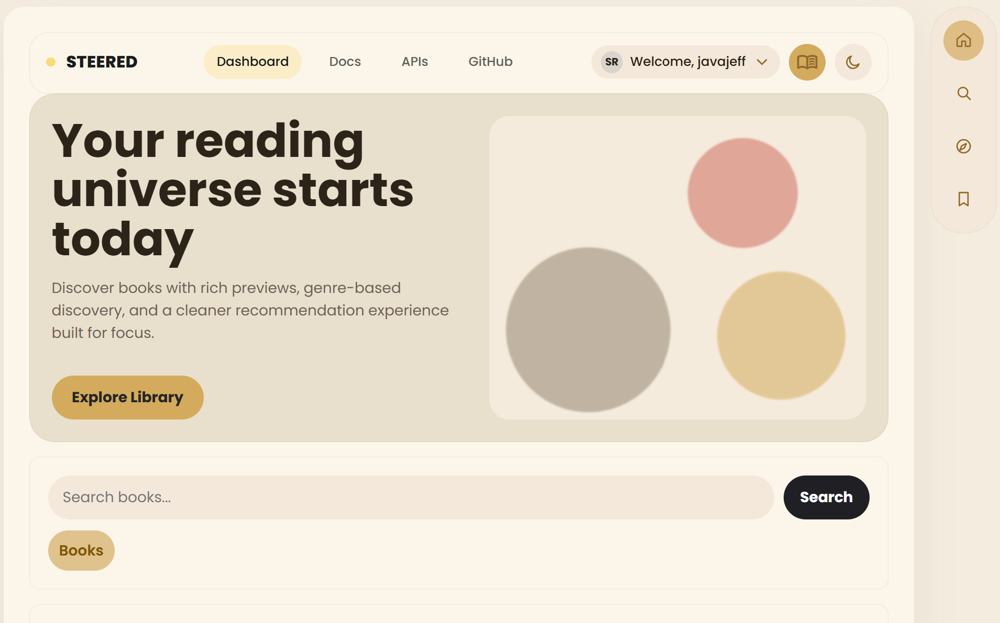 STEERED
Dashboard
Docs
APIs
GitHub
SR
Welcome, javajeff
Your reading
universe starts
today
Discover books with rich previews, genre-based
discovery, and a cleaner recommendation experience
built for focus.
Explore Library
Search books...
Search
Books